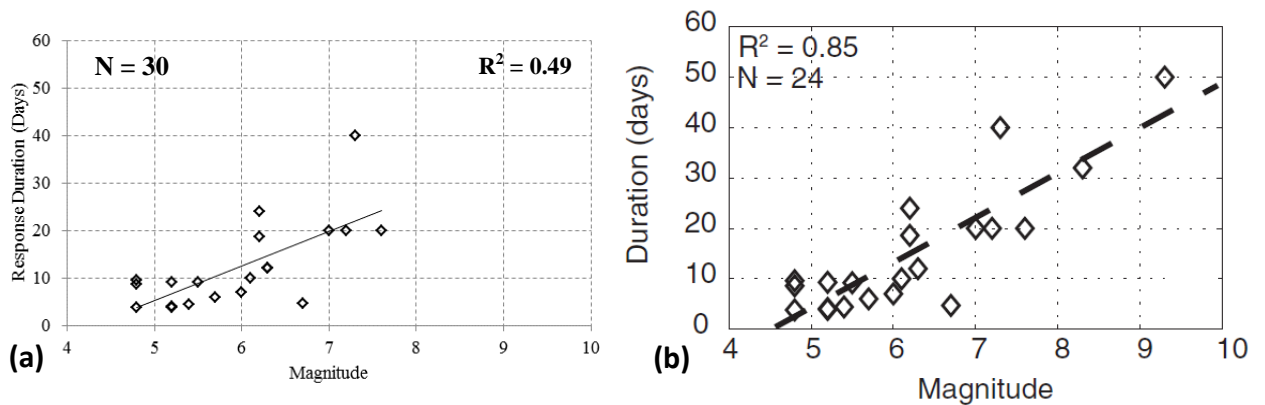 (a)
N = 30
R² = 0.49
Response Duration (Days)
60
50
40
30
20
10
0
4 5 6 7 8 9 10
Magnitude
(b)
R² = 0.85
N = 24
Duration (days)
60
50
40
30
20
10
0
4 5 6 7 8 9 10
Magnitude